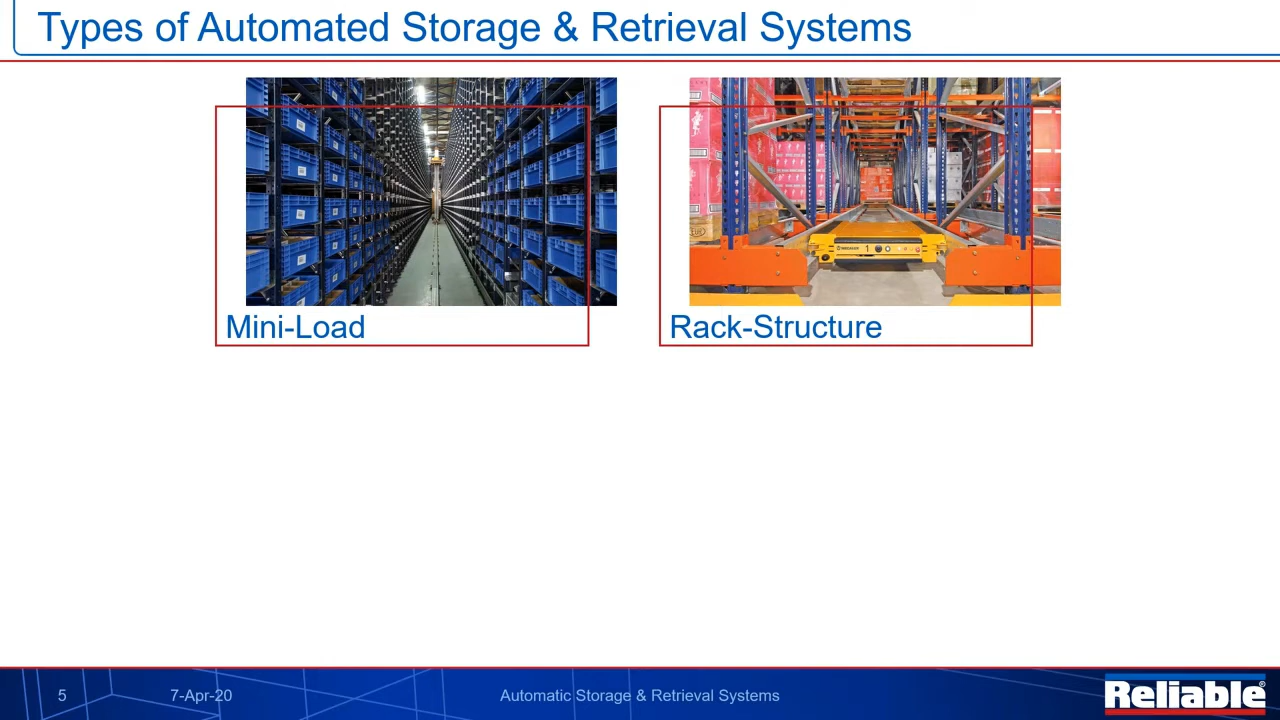 Types of Automated Storage & Retrieval Systems
1
Mini-Load
Rack-Structure
5
7-Apr-20
Automatic Storage & Retrieval Systems
Reliable®